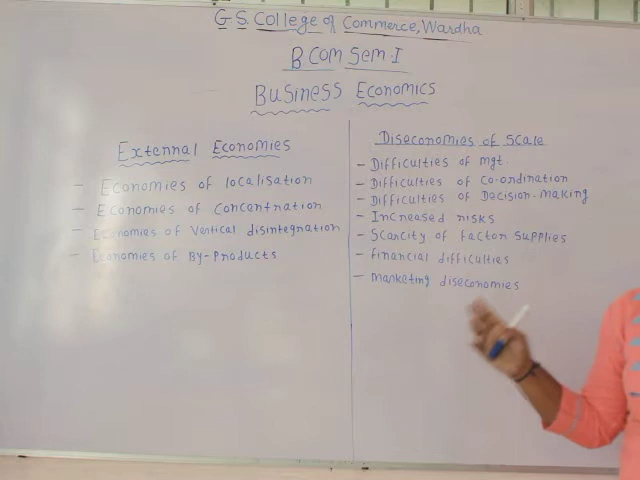 G.S. College of Commerce, Wardha
B.Com Sem-I
Business Economics
External Economies
- Economies of localisation
- Economies of concentration
- Economies of vertical disintegration
- Economies of By-Products
Diseconomies of scale
- Difficulties of mgt.
- Difficulties of Co-ordination
- Difficulties of Decision-making
- Increased risks
- Scarcity of factor supplies
- financial difficulties
- marketing diseconomies